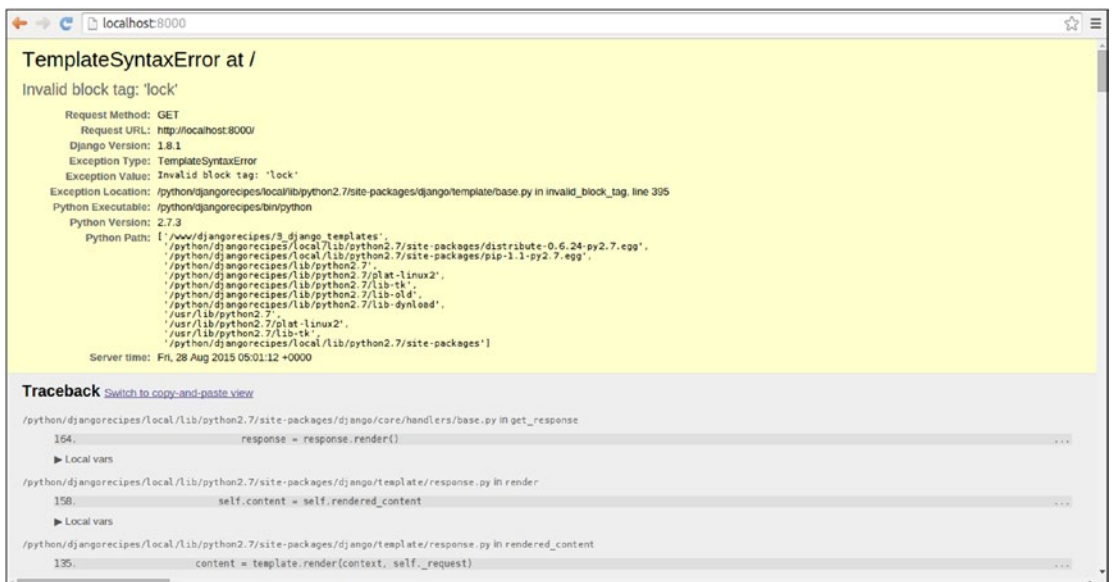 localhost:8000
TemplateSyntaxError at /
Invalid block tag: 'lock'
Request Method: GET
Request URL: http://localhost:8000/
Django Version: 1.8.1
Exception Type: TemplateSyntaxError
Exception Value: Invalid block tag: 'lock'
Exception Location: /python/djangorecipes/local/lib/python2.7/site-packages/django/template/base.py in invalid_block_tag, line 395
Python Executable: /python/djangorecipes/bin/python
Python Version: 2.7.3
Python Path: ['/www/djangorecipes/3_django_templates',
'/python/djangorecipes/local/lib/python2.7/site-packages/distribute-0.6.24-py2.7.egg',
'/python/djangorecipes/local/lib/python2.7/site-packages/pip-1.1-py2.7.egg',
'/python/djangorecipes/lib/python2.7',
'/python/djangorecipes/lib/python2.7/plat-linux2',
'/python/djangorecipes/lib/python2.7/lib-tk',
'/python/djangorecipes/lib/python2.7/lib-old',
'/python/djangorecipes/lib/python2.7/lib-dynload',
'/usr/lib/python2.7',
'/usr/lib/python2.7/plat-linux2',
'/usr/lib/python2.7/lib-tk',
'/python/djangorecipes/local/lib/python2.7/site-packages']
Server time: Fri, 28 Aug 2015 05:01:12 +0000
Traceback Switch to copy-and-paste view
/python/djangorecipes/local/lib/python2.7/site-packages/django/core/handlers/base.py in get_response
164. response = response.render() ...
▶ Local vars
/python/djangorecipes/local/lib/python2.7/site-packages/django/template/response.py in render
158. self.content = self.rendered_content ...
▶ Local vars
/python/djangorecipes/local/lib/python2.7/site-packages/django/template/response.py in rendered_content
135. content = template.render(context, self._request) ...